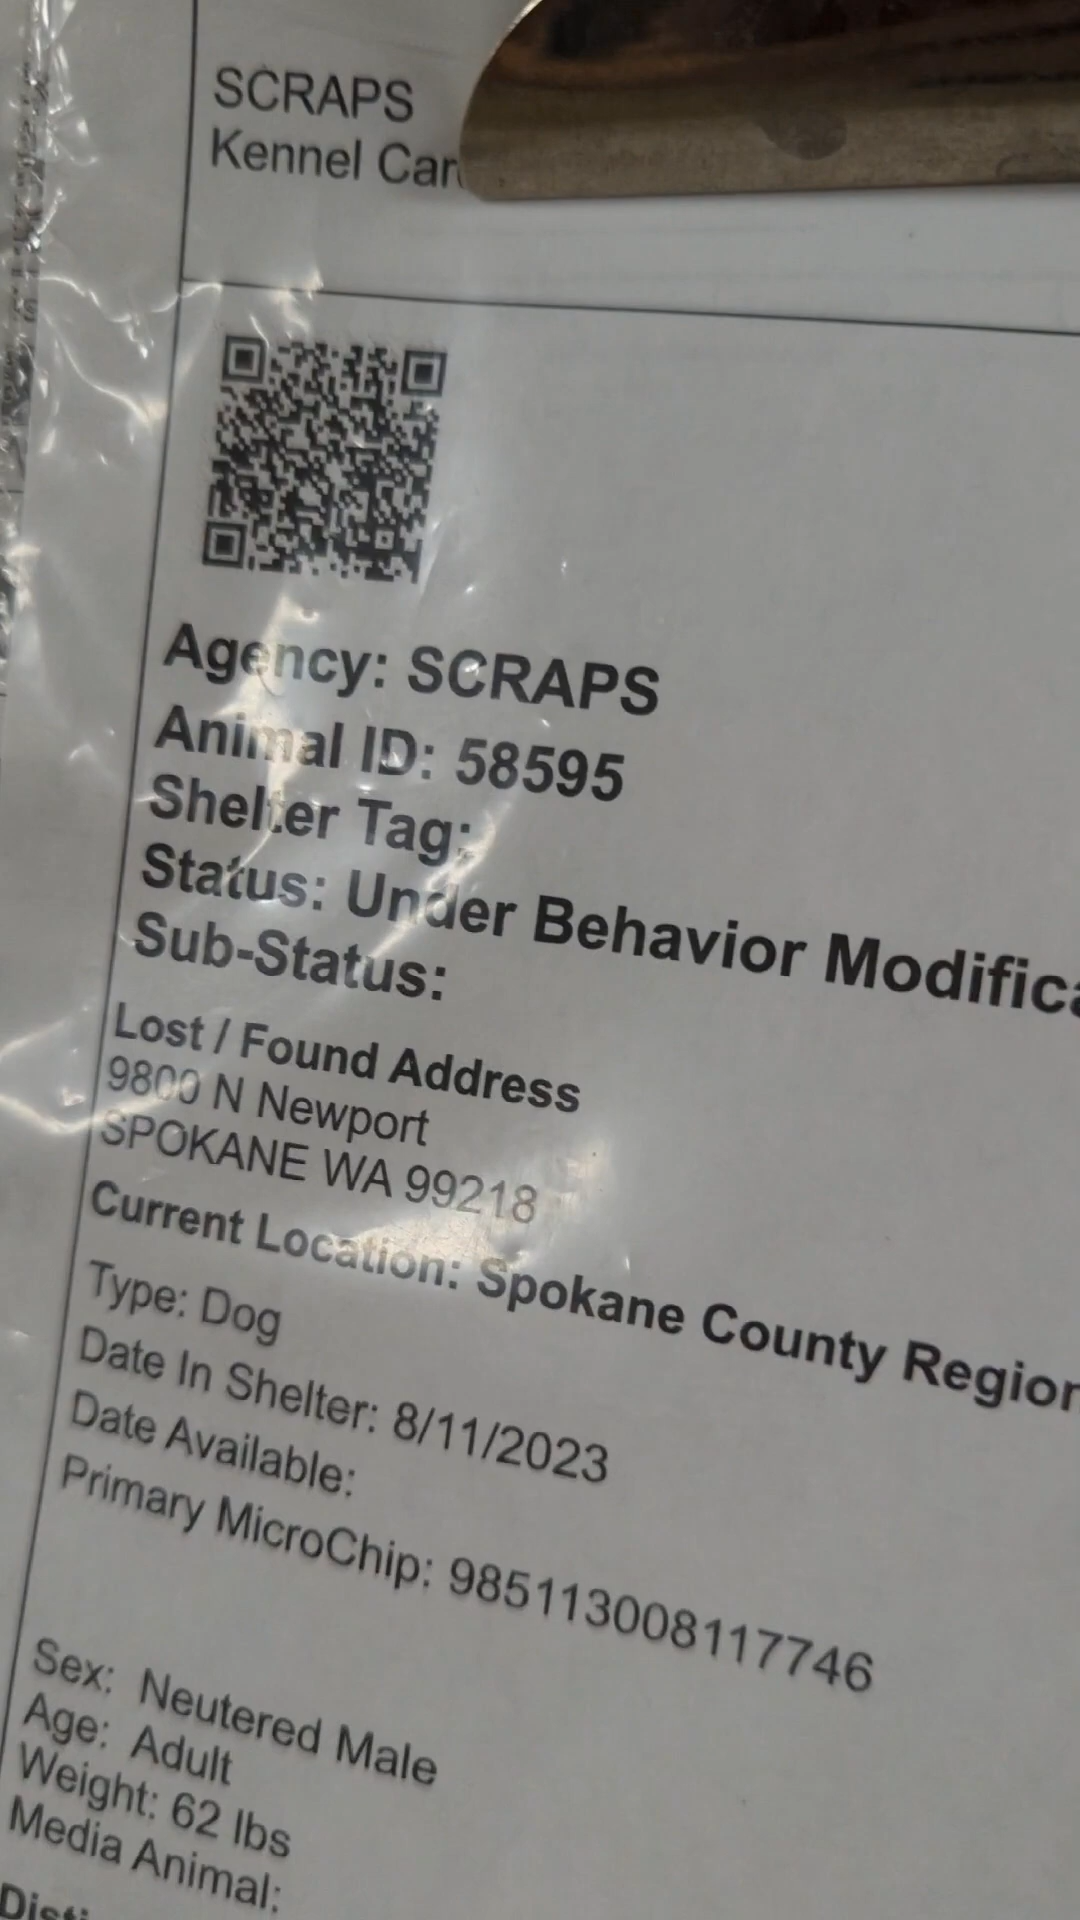 SCRAPS
Kennel Car
Agency: SCRAPS
Animal ID: 58595
Shelter Tag:
Status: Under Behavior Modifica
Sub-Status:
Lost / Found Address
9800 N Newport
SPOKANE WA 99218
Current Location: Spokane County Region
Type: Dog
Date In Shelter: 8/11/2023
Date Available:
Primary MicroChip: 985113008117746
Sex: Neutered Male
Age: Adult
Weight: 62 lbs
Media Animal:
Disti